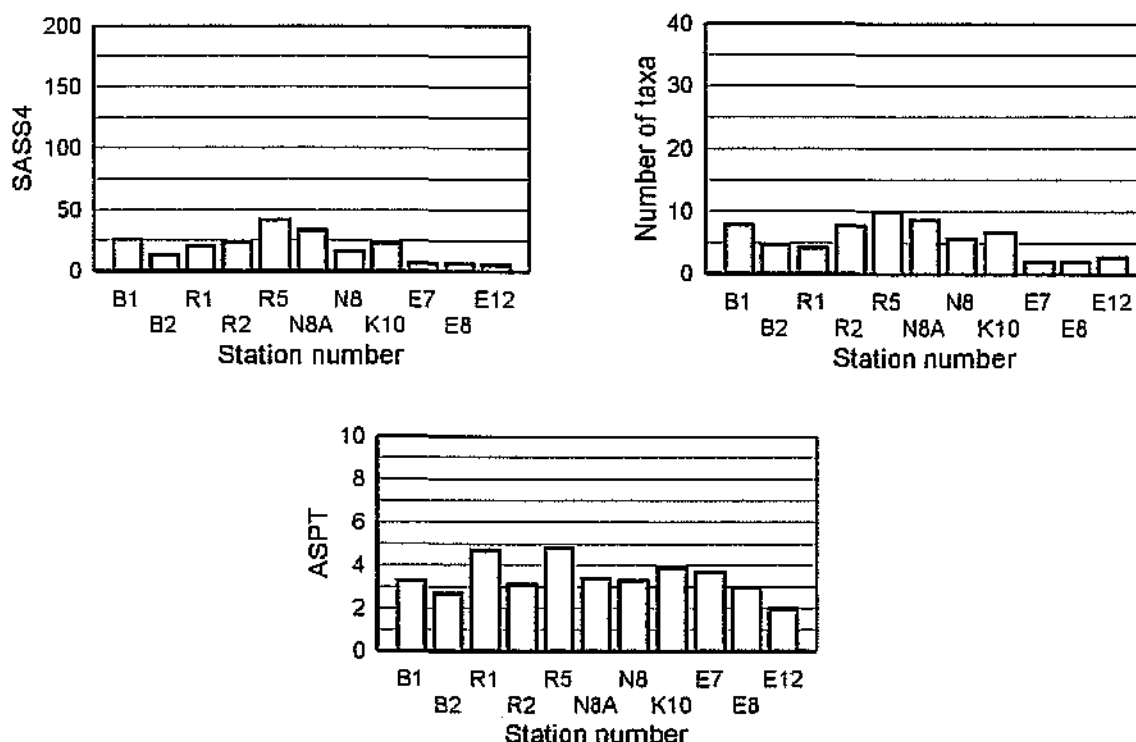 SASS4
200
150
100
50
0
B1 R1 R5 N8 E7 E12
B2 R2 N8A K10 E8
Station number
Number of taxa
40
30
20
10
0
B1 R1 R5 N8 E7 E12
B2 R2 N8A K10 E8
Station number
ASPT
10
8
6
4
2
0
B1 R1 R5 N8 E7 E12
B2 R2 N8A K10 E8
Station number